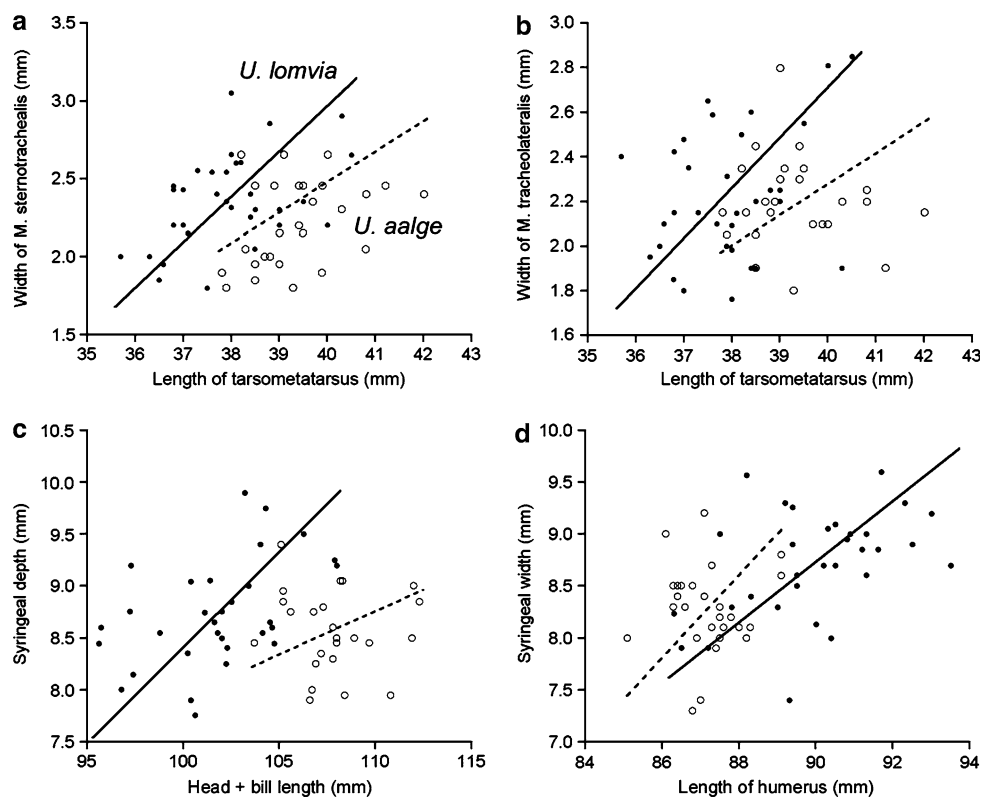 a
Width of M. sternotrachealis (mm)
3.5
3.0
2.5
2.0
1.5
U. lomvia
U. aalge
35 36 37 38 39 40 41 42 43
Length of tarsometatarsus (mm)
b
Width of M. tracheolateralis (mm)
3.0
2.8
2.6
2.4
2.2
2.0
1.8
1.6
35 36 37 38 39 40 41 42 43
Length of tarsometatarsus (mm)
c
Syringeal depth (mm)
10.5
10.0
9.5
9.0
8.5
8.0
7.5
95 100 105 110 115
Head + bill length (mm)
d
Syringeal width (mm)
10.0
9.5
9.0
8.5
8.0
7.5
7.0
84 86 88 90 92 94
Length of humerus (mm)